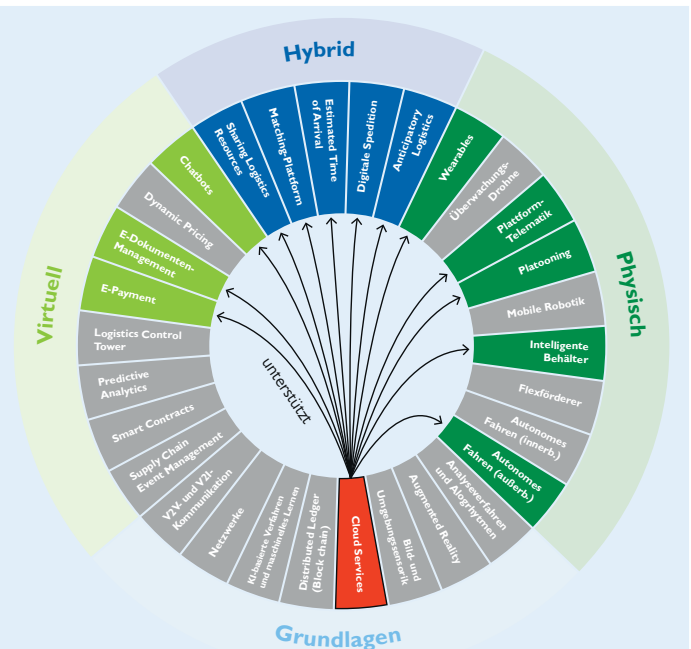 Hybrid
Sharing Logistics
Resources
Matching-Plattform
Estimated Time
of Arrival
Digitale Spedition
Anticipatory
Logistics
Physisch
Wearables
Überwachungs-
Drohne
Plattform-
Telematik
Platooning
Mobile Robotik
Intelligente
Behälter
Flexförderer
Autonomes
Fahren (innerb.)
Autonomes
Fahren (außerb.)
Grundlagen
Analyseverfahren
und Alogrhytmen
Augmented Reality
Bild- und
Umgebungssensorik
Cloud Services
Distributed Ledger
(Block chain)
KI-basierte Verfahren
und maschinelles Lernen
Netzwerke
V2V- und V2I-
Kommunikation
Virtuell
Supply Chain
Event Management
Smart Contracts
Predictive
Analytics
Logistics Control
Tower
E-Payment
E-Dokumenten-
Management
Dynamic Pricing
Chatbots
unterstützt